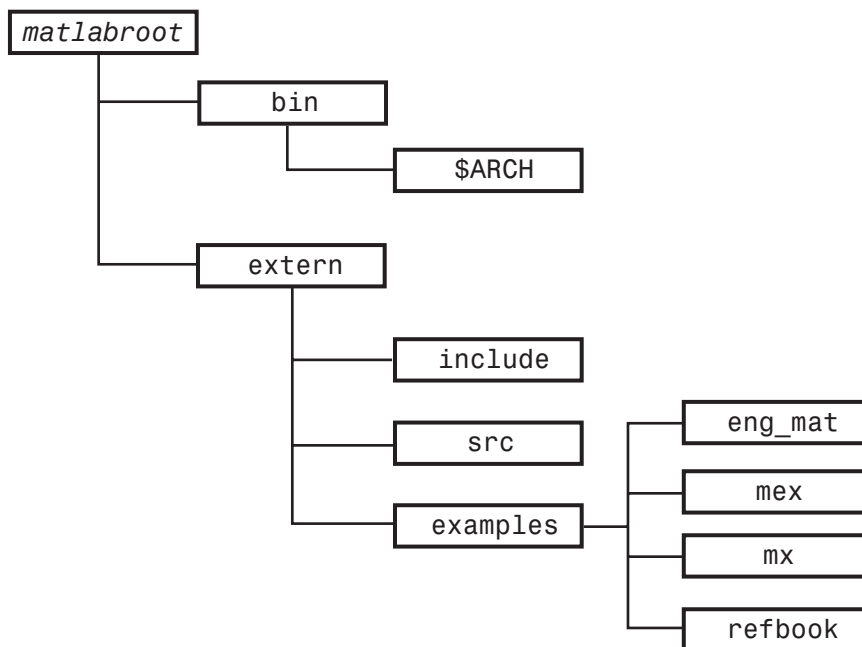 matlabroot
bin
$ARCH
extern
include
src
examples
eng_mat
mex
mx
refbook